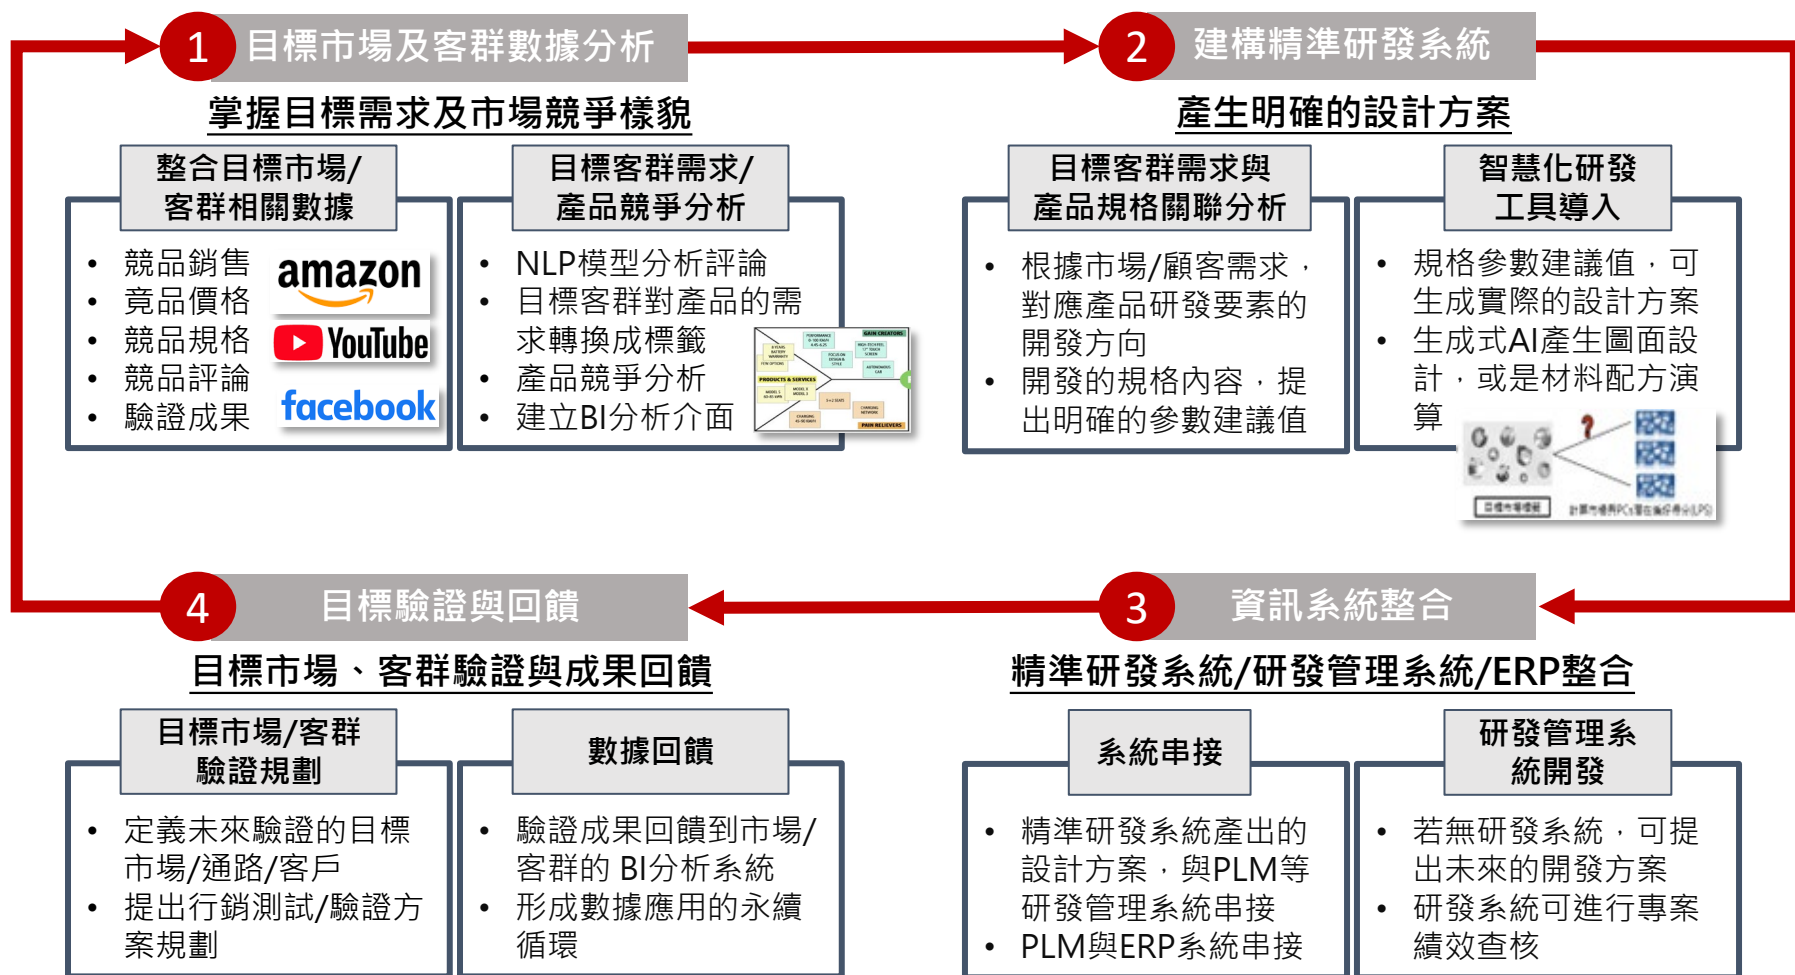 1
目標市場及客群數據分析
掌握目標需求及市場競爭樣貌
整合目標市場/
客群相關數據
• 競品銷售
• 竟品價格
• 競品規格
• 競品評論
• 驗證成果
amazon
YouTube
facebook
目標客群需求/
產品競爭分析
• NLP模型分析評論
• 目標客群對產品的需
求轉換成標籤
• 產品競爭分析
• 建立BI分析介面
GAIN CREATORS
PRODUCTS & SERVICES
PAIN RELIEVERS
2
建構精準研發系統
產生明確的設計方案
目標客群需求與
產品規格關聯分析
• 根據市場/顧客需求，
對應產品研發要素的
開發方向
• 開發的規格內容，提
出明確的參數建議值
智慧化研發
工具導入
• 規格參數建議值，可
生成實際的設計方案
• 生成式AI產生圖面設
計，或是材料配方演
算
?
目標市場標籤
3
資訊系統整合
精準研發系統/研發管理系統/ERP整合
系統串接
• 精準研發系統產出的
設計方案，與PLM等
研發管理系統串接
• PLM與ERP系統串接
研發管理系
統開發
• 若無研發系統，可提
出未來的開發方案
• 研發系統可進行專案
績效查核
4
目標驗證與回饋
目標市場、客群驗證與成果回饋
目標市場/客群
驗證規劃
• 定義未來驗證的目標
市場/通路/客戶
• 提出行銷測試/驗證方
案規劃
數據回饋
• 驗證成果回饋到市場/
客群的 BI分析系統
• 形成數據應用的永續
循環